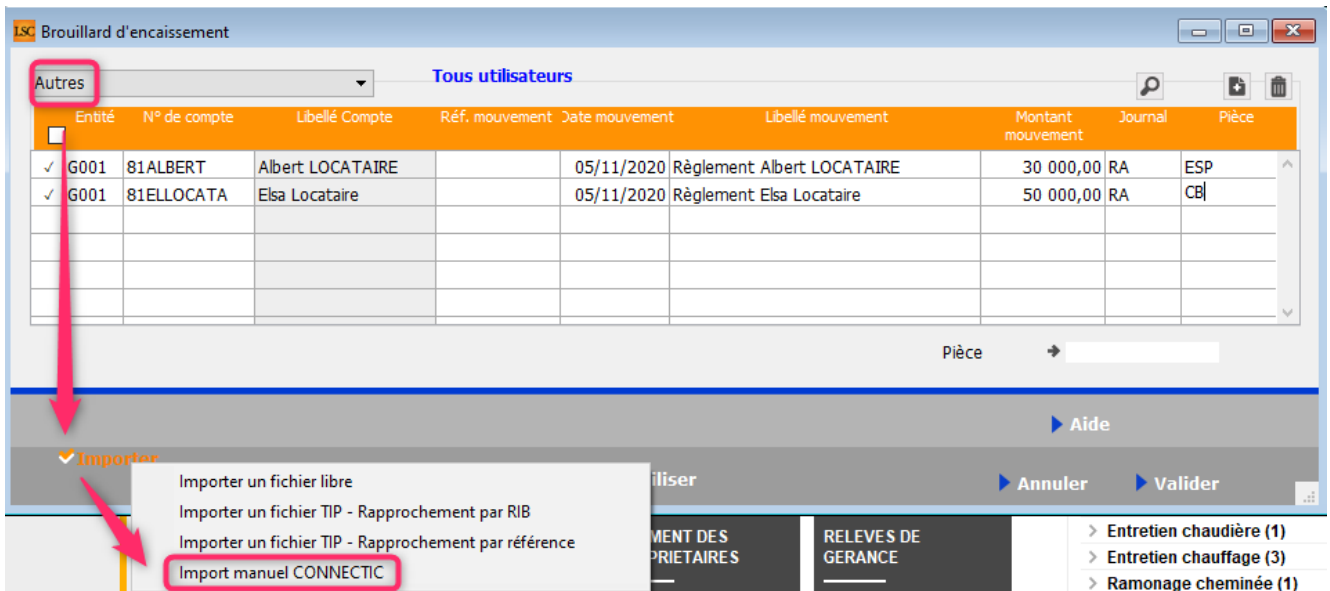 LSC Brouillard d'encaissement
Autres
Tous utilisateurs
Entité N° de compte Libellé Compte Réf. mouvement Date mouvement Libellé mouvement Montant mouvement Journal Pièce
✓ G001 81ALBERT Albert LOCATAIRE 05/11/2020 Règlement Albert LOCATAIRE 30 000,00 RA ESP
✓ G001 81ELLOCATA Elsa Locataire 05/11/2020 Règlement Elsa Locataire 50 000,00 RA CB
Pièce
Aide
Importer
iliser
Annuler
Valider
Importer un fichier libre
Importer un fichier TIP - Rapprochement par RIB
Importer un fichier TIP - Rapprochement par référence
Import manuel CONNECTIC
MENT DES
PRIETAIRES
RELEVES DE
GERANCE
> Entretien chaudière (1)
> Entretien chauffage (3)
> Ramonage cheminée (1)